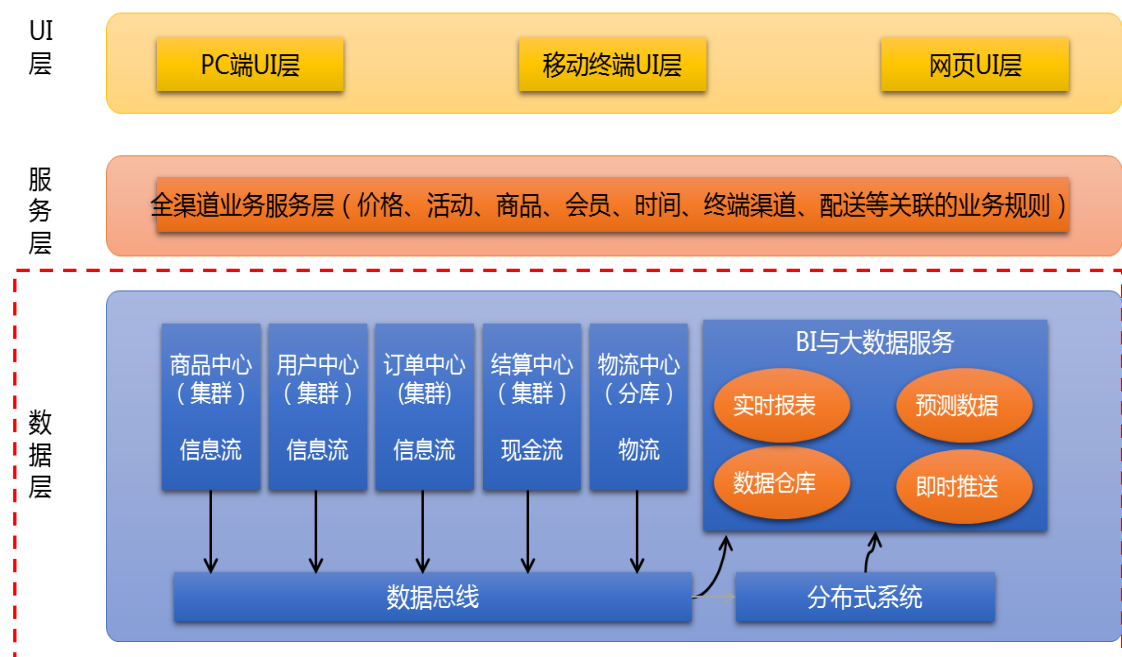 UI
层
PC端UI层
移动终端UI层
网页UI层
服
务
层
全渠道业务服务层（价格、活动、商品、会员、时间、终端渠道、配送等关联的业务规则）
数
据
层
商品中心
（集群）
信息流
用户中心
（集群）
信息流
订单中心
(集群)
信息流
结算中心
（集群）
现金流
物流中心
（分库）
物流
BI与大数据服务
实时报表
预测数据
数据仓库
即时推送
数据总线
分布式系统